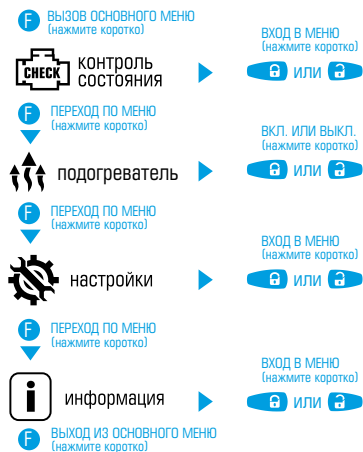 F ВЫЗОВ ОСНОВНОГО МЕНЮ
(нажмите коротко)
ВХОД В МЕНЮ
(нажмите коротко)
CHECK контроль
состояния
или
F ПЕРЕХОД ПО МЕНЮ
(нажмите коротко)
ВКЛ. ИЛИ ВЫКЛ.
(нажмите коротко)
подогреватель
или
F ПЕРЕХОД ПО МЕНЮ
(нажмите коротко)
ВХОД В МЕНЮ
(нажмите коротко)
настройки
или
F ПЕРЕХОД ПО МЕНЮ
(нажмите коротко)
ВХОД В МЕНЮ
(нажмите коротко)
i информация
или
F ВЫХОД ИЗ ОСНОВНОГО МЕНЮ
(нажмите коротко)